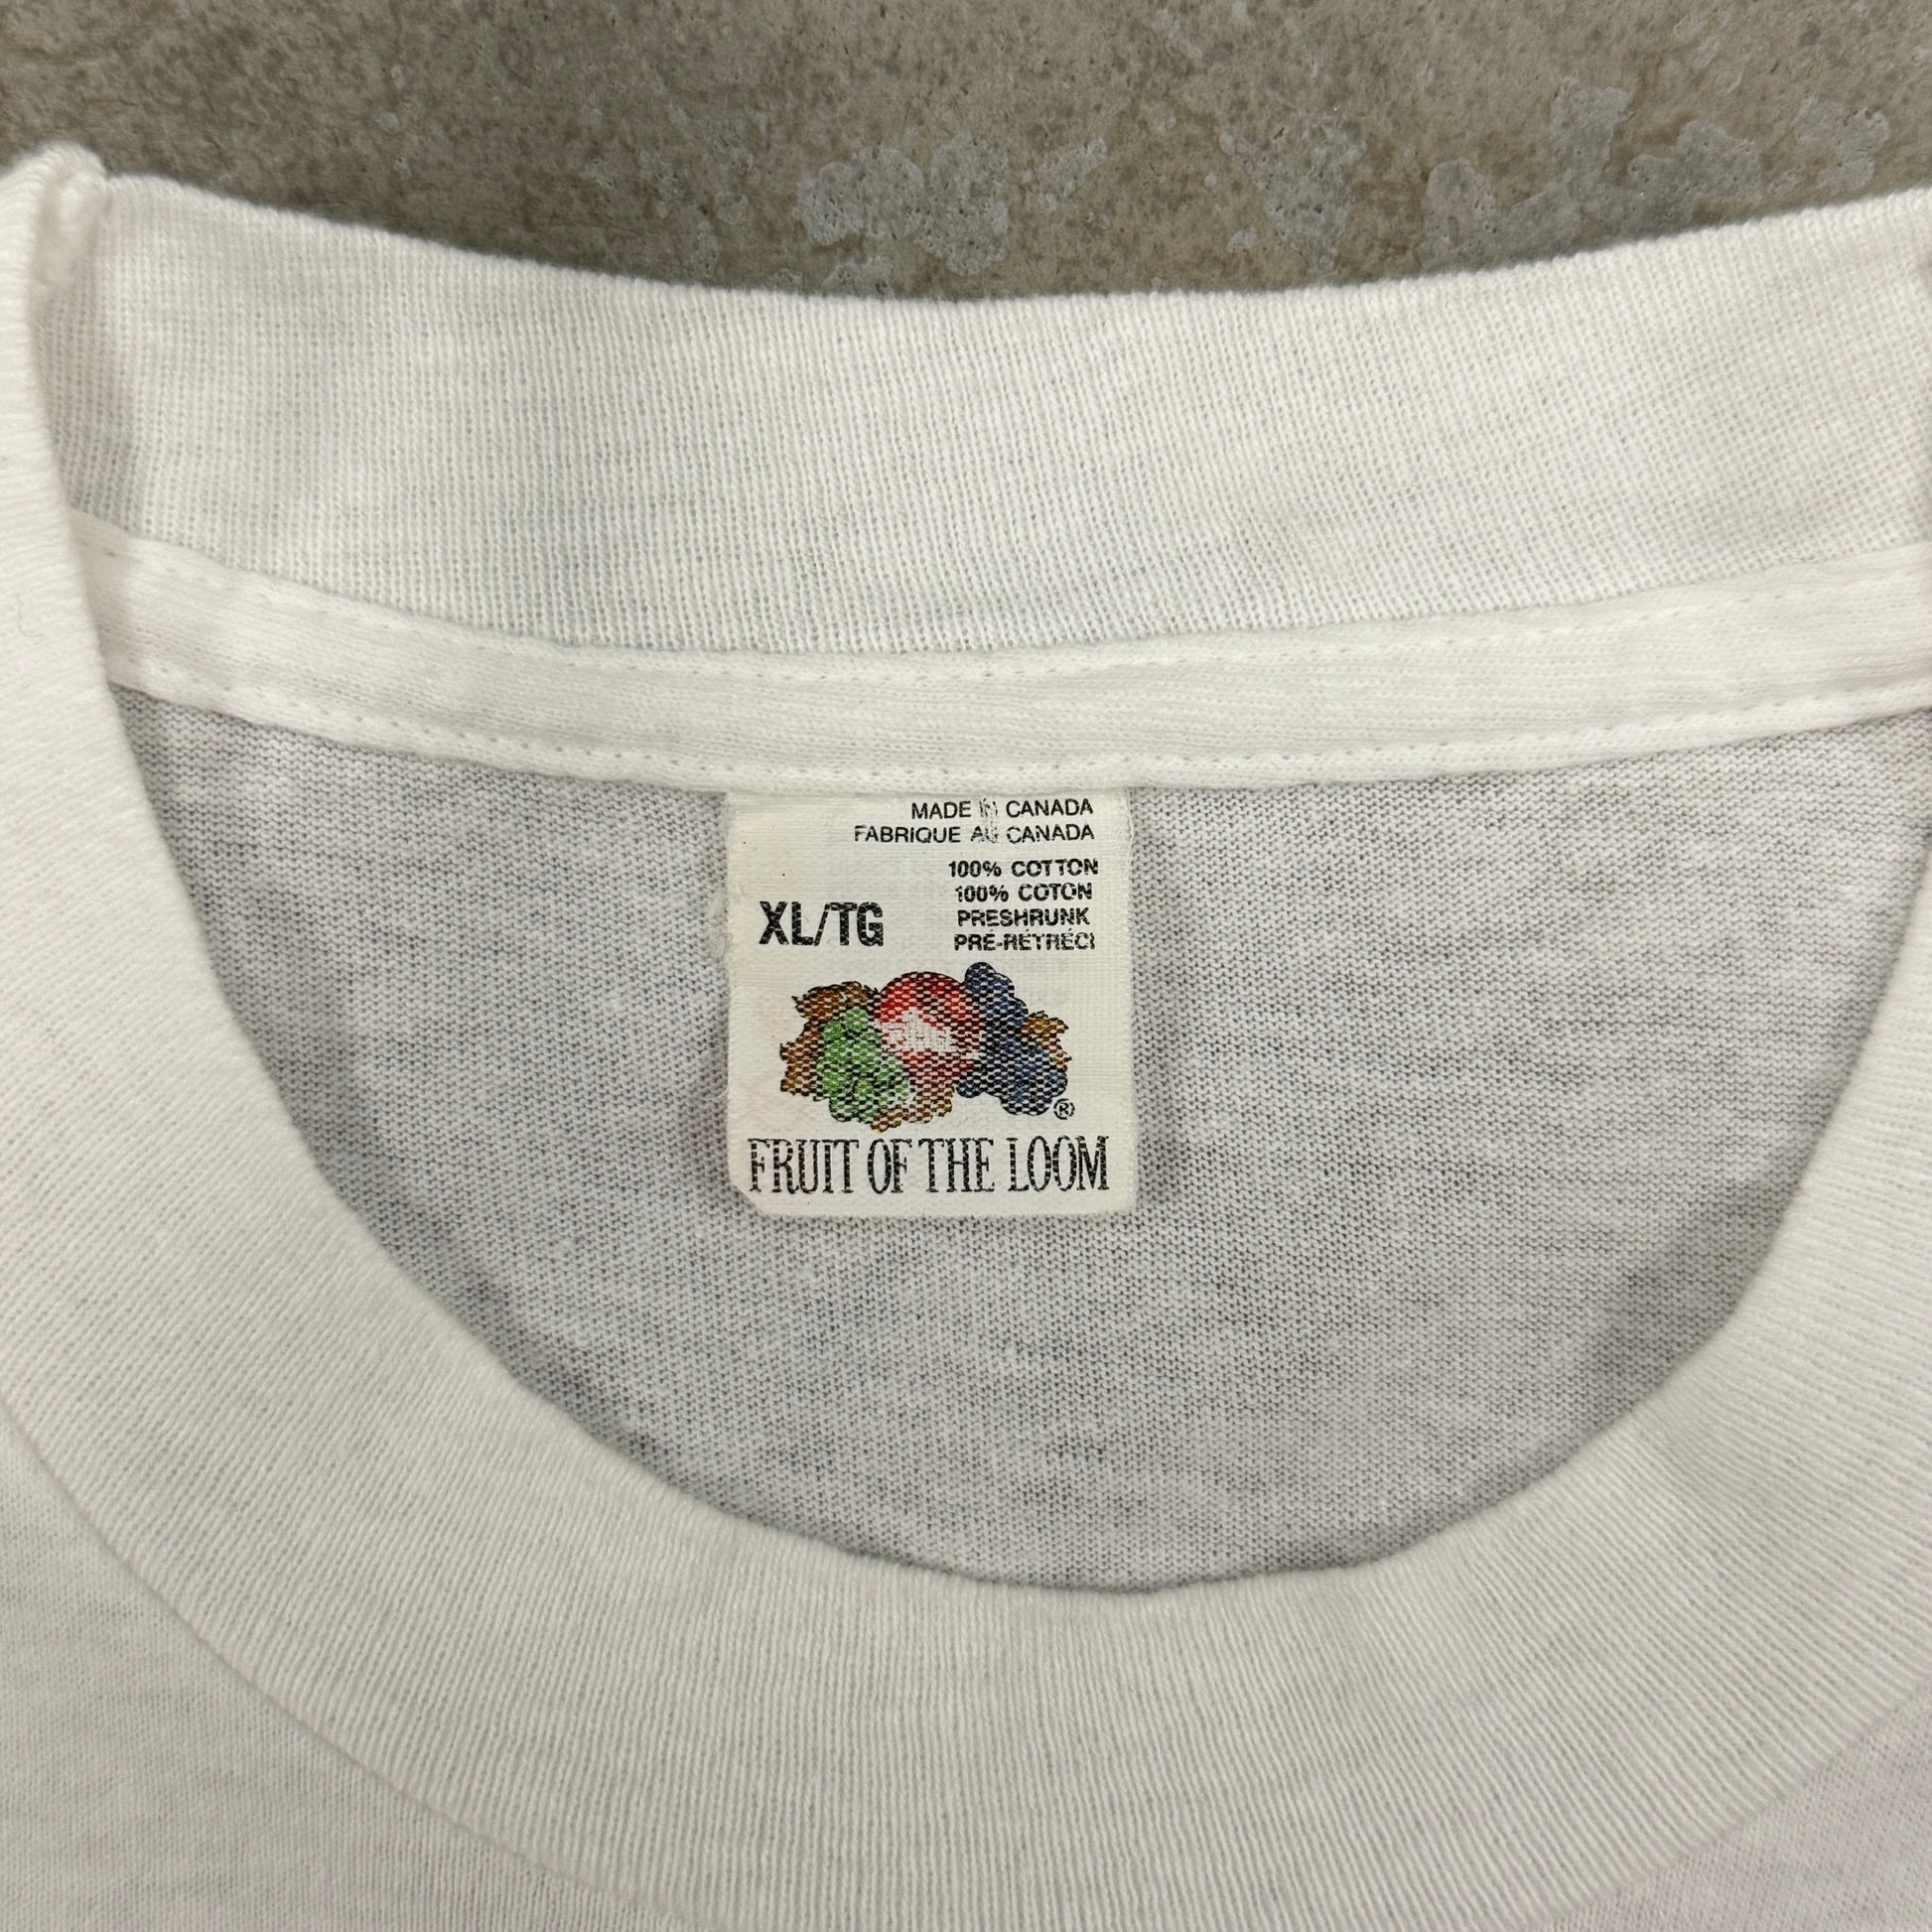 MADE IN CANADA
FABRIQUE AU CANADA
100% COTTON
100% COTON
PRESHRUNK
PRÉ-RÉTRÉCI
XL/TG
®
FRUIT OF THE LOOM